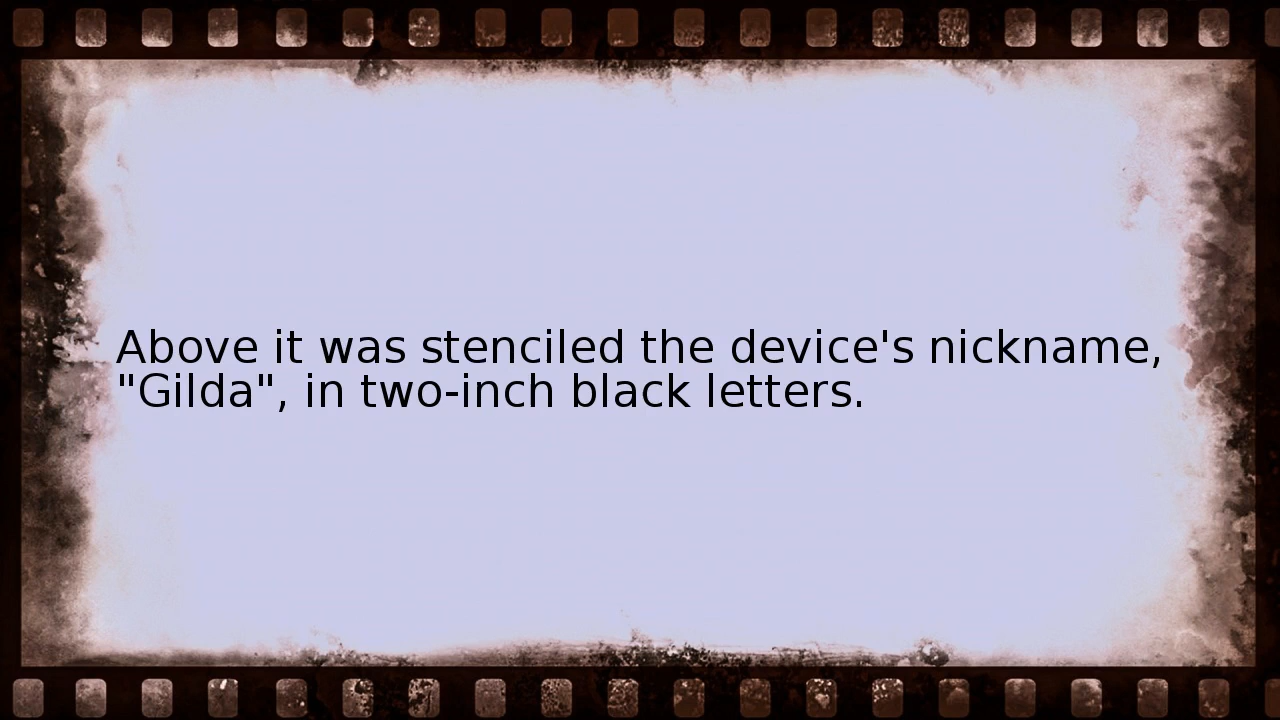 Above it was stenciled the device's nickname,
"Gilda", in two-inch black letters.